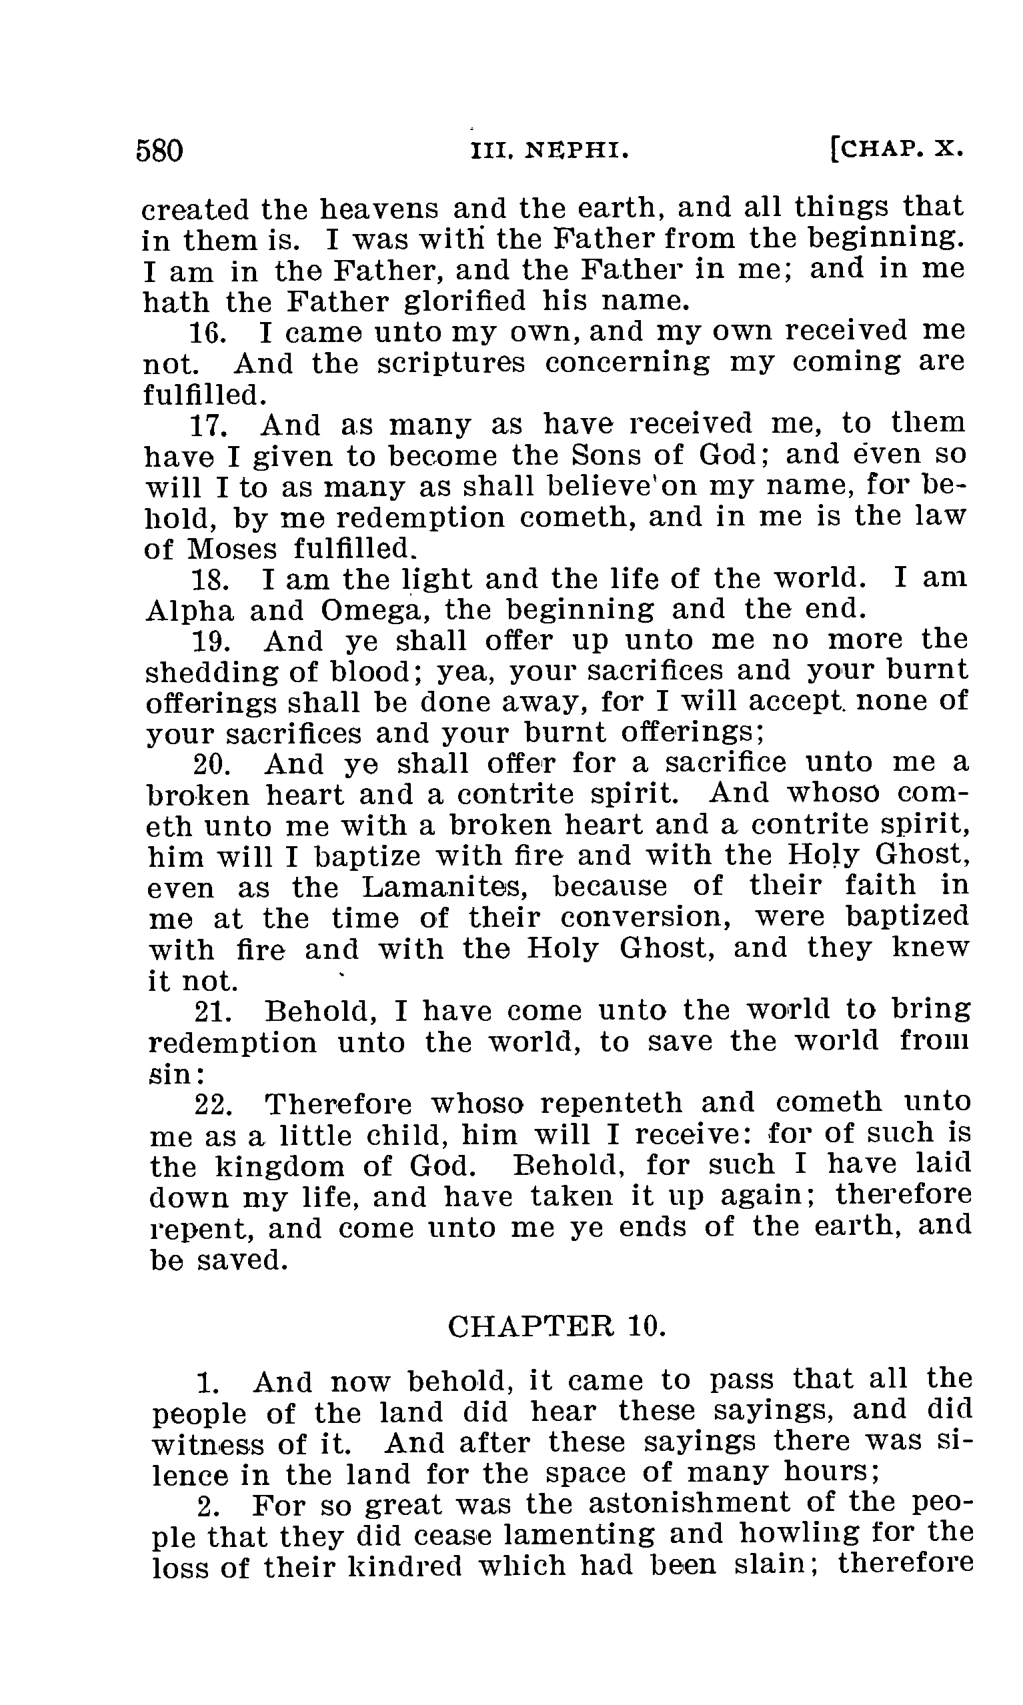 580 III. NEPHI. [CHAP. X.
created the heavens and the earth, and all things that
in them is. I was with the Father from the beginning.
I am in the Father, and the Father in me; and in me
hath the Father glorified his name.
16. I came unto my own, and my own received me
not. And the scriptures concerning my coming are
fulfilled.
17. And as many as have received me, to them
have I given to become the Sons of God; and even so
will I to as many as shall believe on my name, for be-
hold, by me redemption cometh, and in me is the law
of Moses fulfilled.
18. I am the light and the life of the world. I am
Alpha and Omega, the beginning and the end.
19. And ye shall offer up unto me no more the
shedding of blood; yea, your sacrifices and your burnt
offerings shall be done away, for I will accept none of
your sacrifices and your burnt offerings;
20. And ye shall offer for a sacrifice unto me a
broken heart and a contrite spirit. And whoso com-
eth unto me with a broken heart and a contrite spirit,
him will I baptize with fire and with the Holy Ghost,
even as the Lamanites, because of their faith in
me at the time of their conversion, were baptized
with fire and with the Holy Ghost, and they knew
it not.
21. Behold, I have come unto the world to bring
redemption unto the world, to save the world from
sin:
22. Therefore whoso repenteth and cometh unto
me as a little child, him will I receive: for of such is
the kingdom of God. Behold, for such I have laid
down my life, and have taken it up again; therefore
repent, and come unto me ye ends of the earth, and
be saved.
CHAPTER 10.
1. And now behold, it came to pass that all the
people of the land did hear these sayings, and did
witness of it. And after these sayings there was si-
lence in the land for the space of many hours;
2. For so great was the astonishment of the peo-
ple that they did cease lamenting and howling for the
loss of their kindred which had been slain; therefore